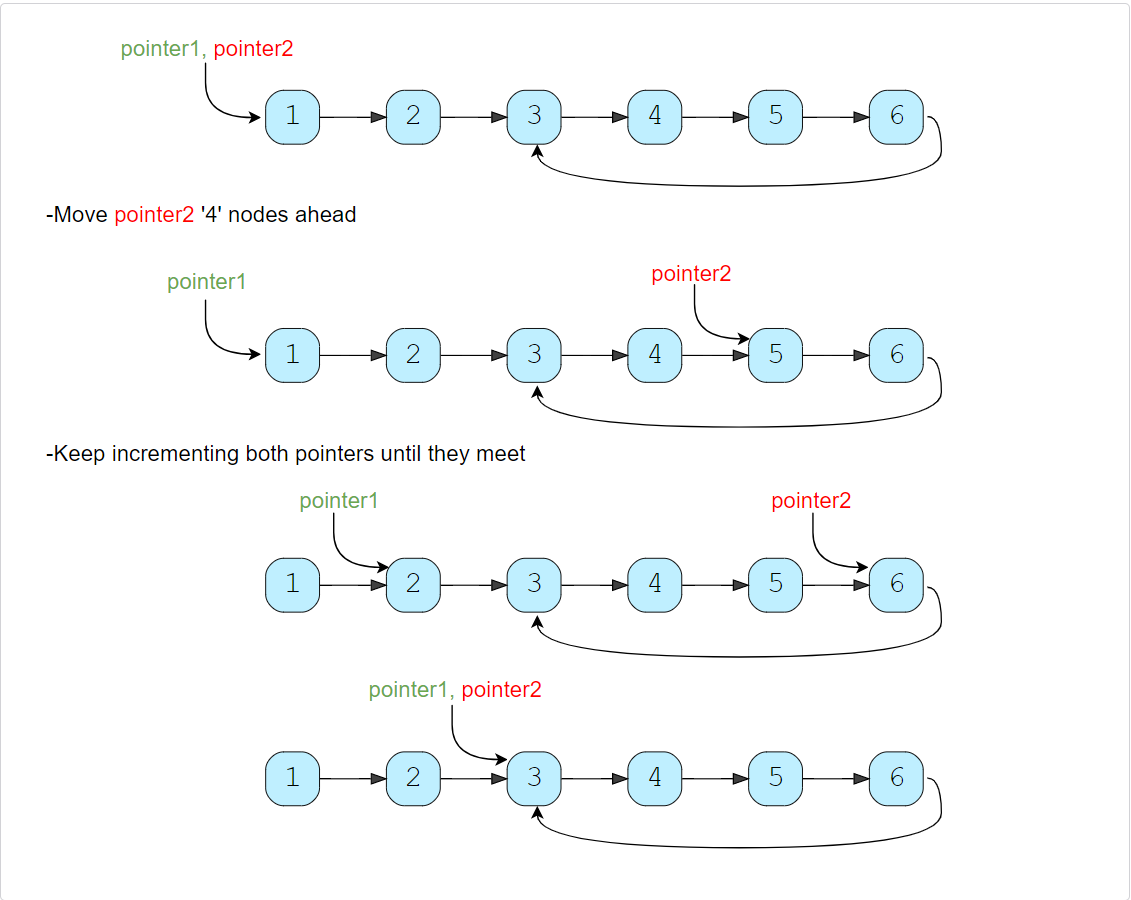 pointer1, pointer2
1 2 3 4 5 6
-Move pointer2 '4' nodes ahead
pointer1 pointer2
1 2 3 4 5 6
-Keep incrementing both pointers until they meet
pointer1 pointer2
1 2 3 4 5 6
pointer1, pointer2
1 2 3 4 5 6